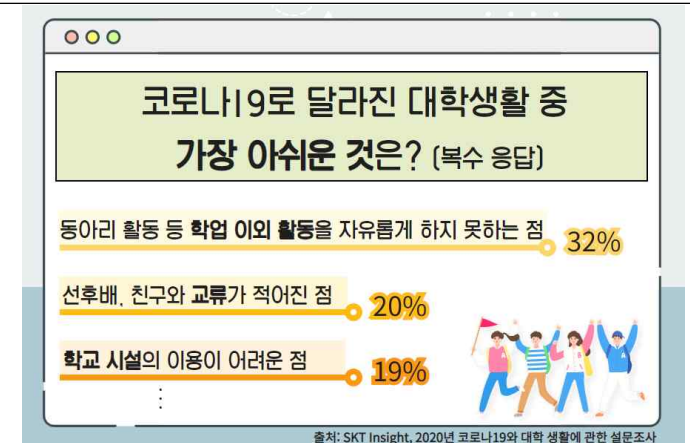 코로나19로 달라진 대학생활 중
가장 아쉬운 것은? (복수 응답)
동아리 활동 등 학업 이외 활동을 자유롭게 하지 못하는 점 32%
선후배, 친구와 교류가 적어진 점 20%
학교 시설의 이용이 어려운 점 19%
⋮
출처: SKT Insight, 2020년 코로나19와 대학 생활에 관한 설문조사